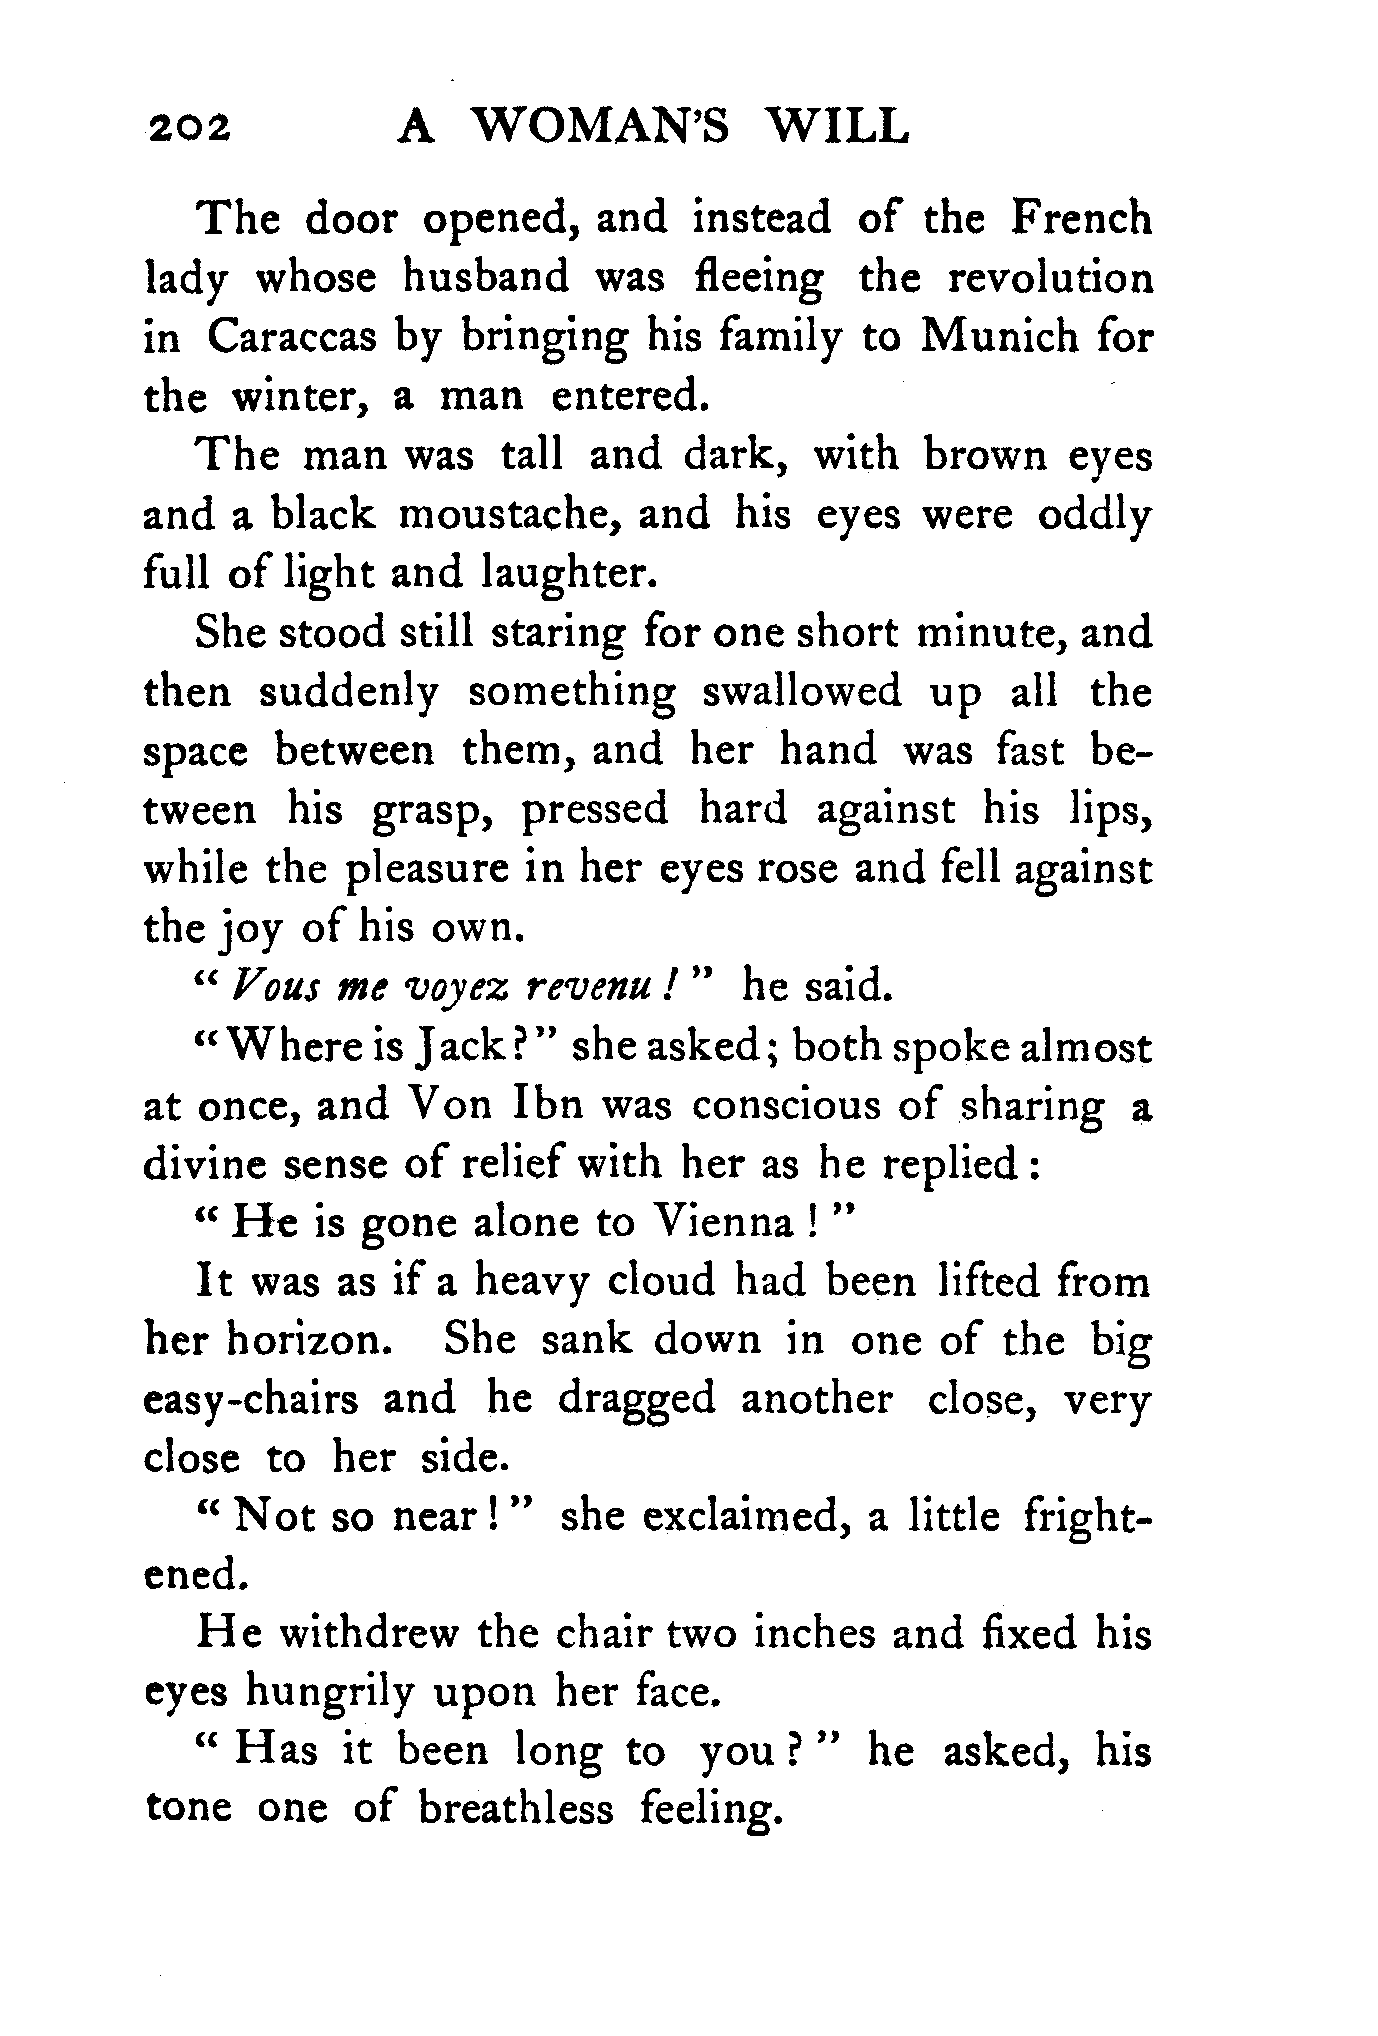 202 A WOMAN'S WILL
The door opened, and instead of the French
lady whose husband was fleeing the revolution
in Caraccas by bringing his family to Munich for
the winter, a man entered.
The man was tall and dark, with brown eyes
and a black moustache, and his eyes were oddly
full of light and laughter.
She stood still staring for one short minute, and
then suddenly something swallowed up all the
space between them, and her hand was fast be-
tween his grasp, pressed hard against his lips,
while the pleasure in her eyes rose and fell against
the joy of his own.
“ Vous me voyez revenu ! ” he said.
“ Where is Jack ? ” she asked ; both spoke almost
at once, and Von Ibn was conscious of sharing a
divine sense of relief with her as he replied :
“ He is gone alone to Vienna ! ”
It was as if a heavy cloud had been lifted from
her horizon. She sank down in one of the big
easy-chairs and he dragged another close, very
close to her side.
“ Not so near ! ” she exclaimed, a little fright-
ened.
He withdrew the chair two inches and fixed his
eyes hungrily upon her face.
“ Has it been long to you ? ” he asked, his
tone one of breathless feeling.